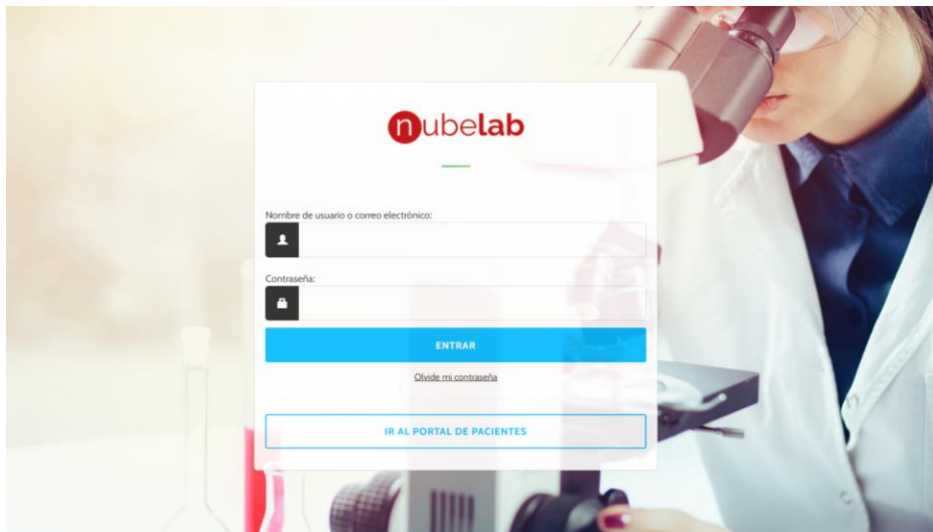 nubelab
Nombre de usuario o correo electrónico:
Contraseña:
ENTRAR
Olvide mi contraseña
IR AL PORTAL DE PACIENTES